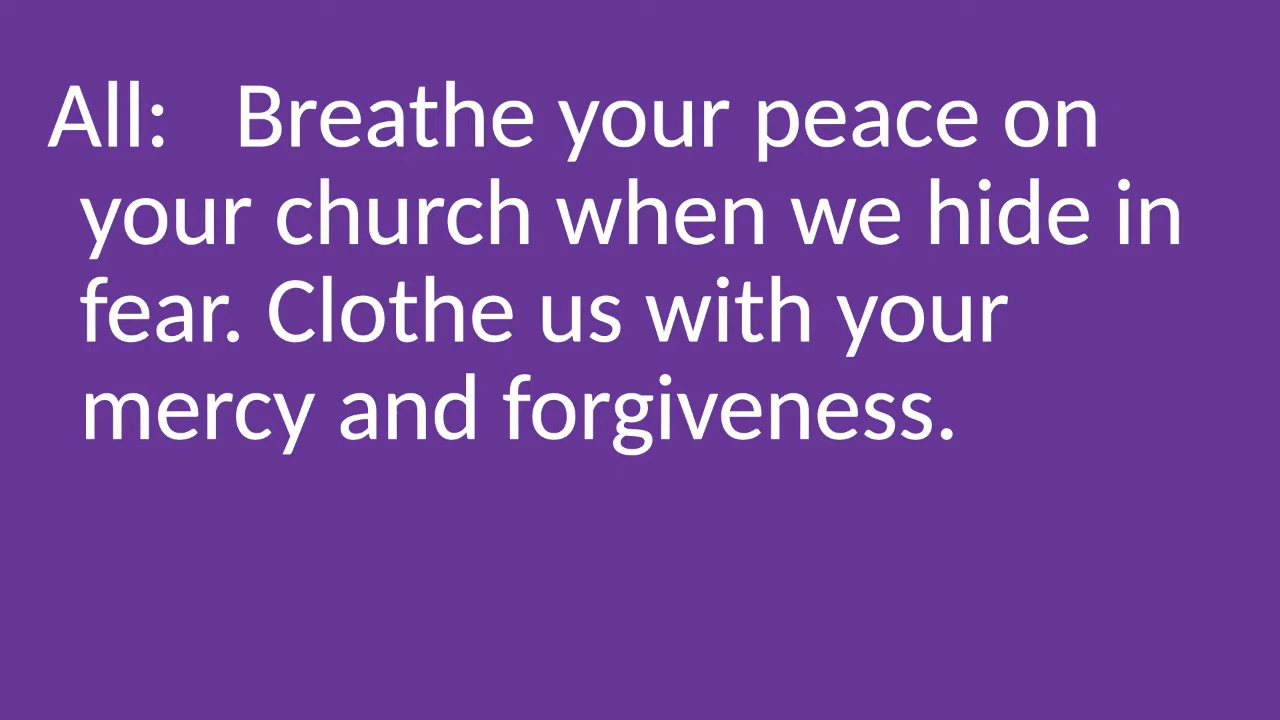 All: Breathe your peace on
your church when we hide in
fear. Clothe us with your
mercy and forgiveness.